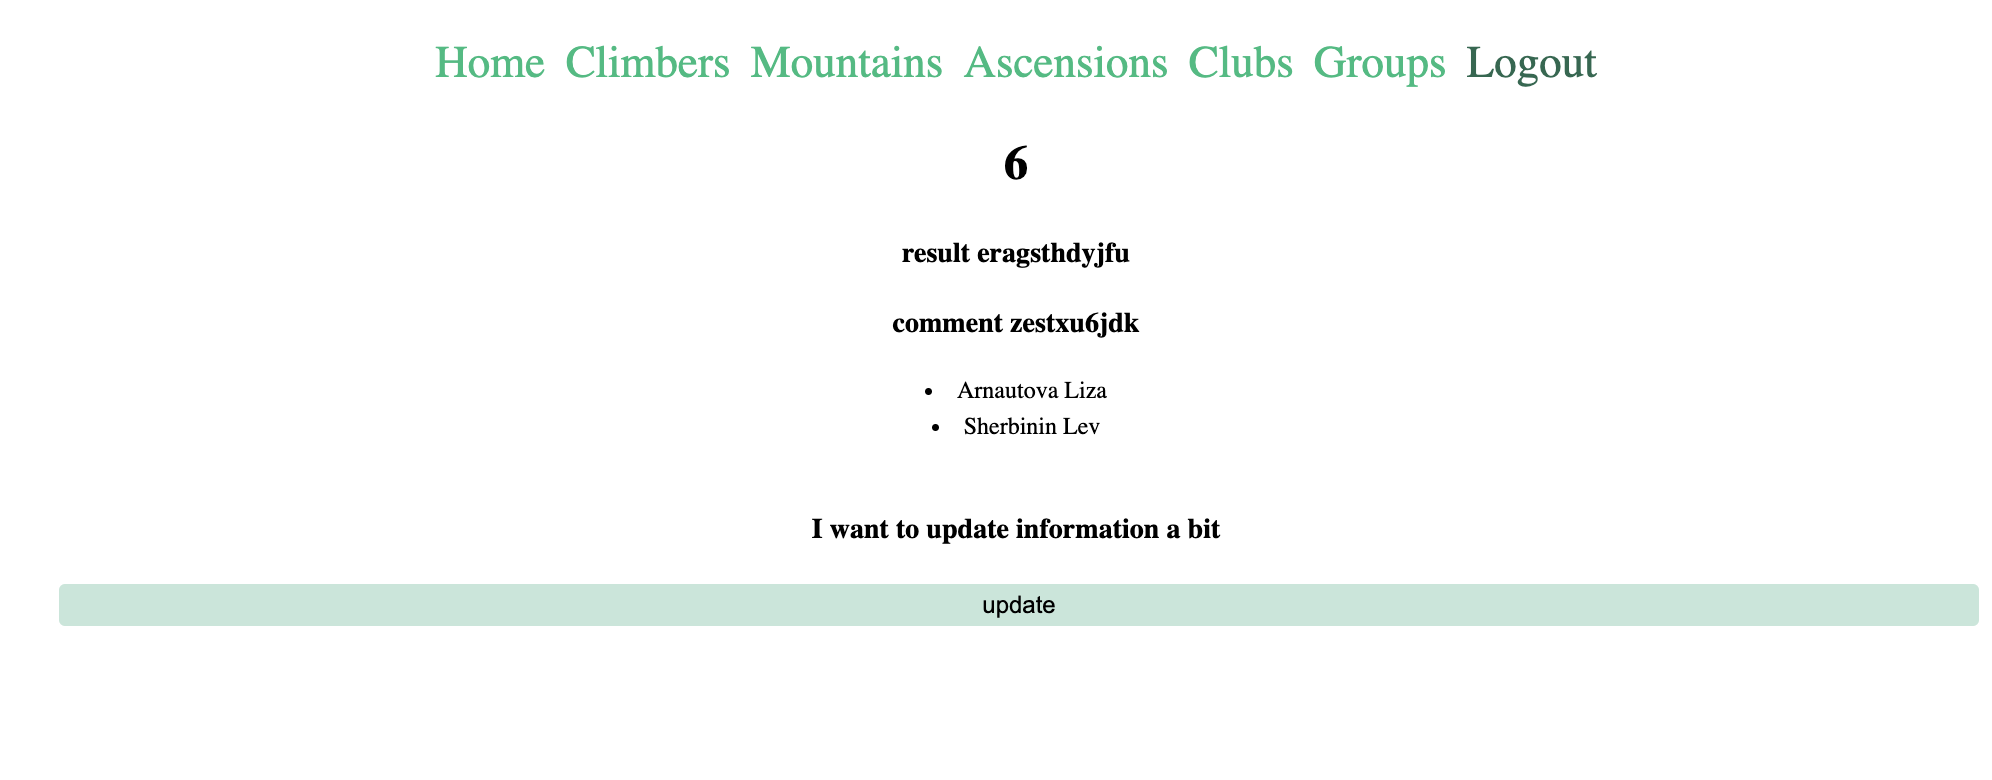 Home Climbers Mountains Ascensions Clubs Groups Logout
6
result eragsthdyjfu
comment zestxu6jdk
• Arnautova Liza
• Sherbinin Lev
I want to update information a bit
update